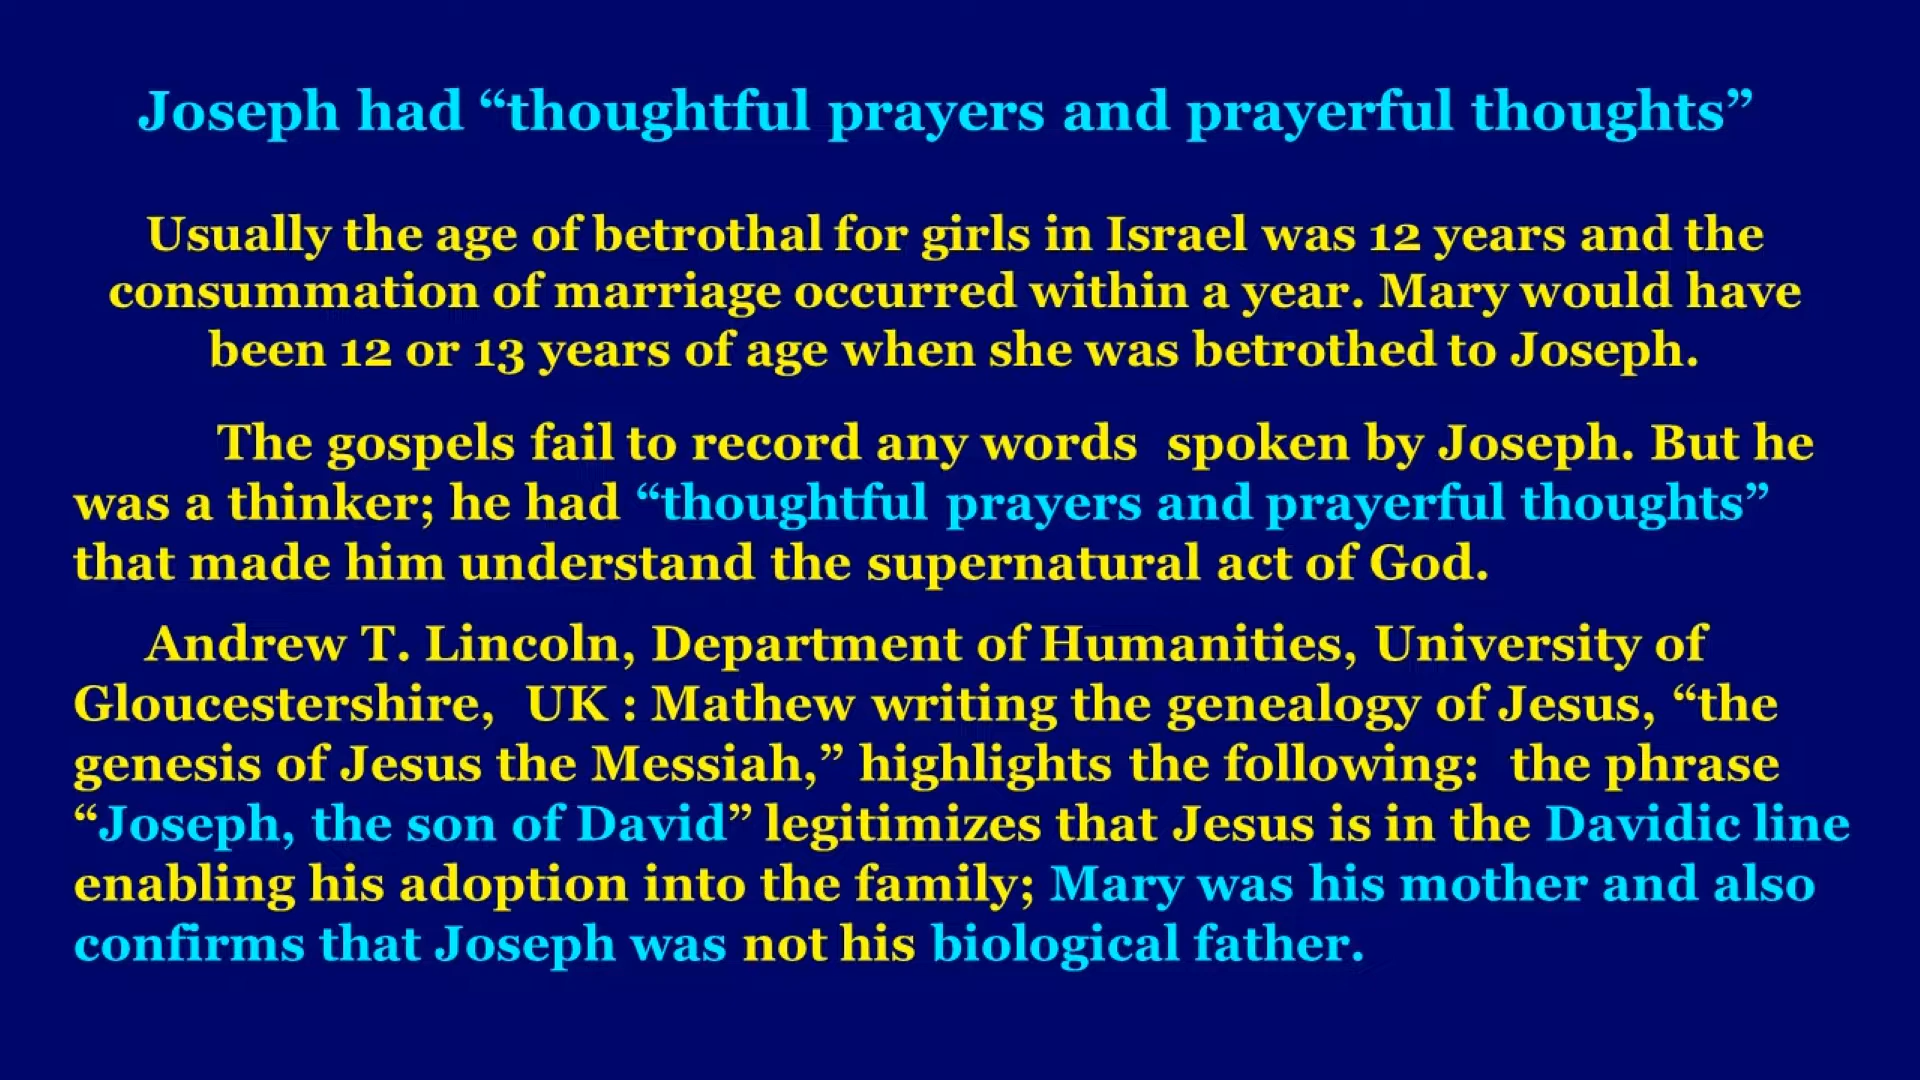 Joseph had “thoughtful prayers and prayerful thoughts”
Usually the age of betrothal for girls in Israel was 12 years and the
consummation of marriage occurred within a year. Mary would have
been 12 or 13 years of age when she was betrothed to Joseph.
The gospels fail to record any words spoken by Joseph. But he
was a thinker; he had “thoughtful prayers and prayerful thoughts”
that made him understand the supernatural act of God.
Andrew T. Lincoln, Department of Humanities, University of
Gloucestershire, UK : Mathew writing the genealogy of Jesus, “the
genesis of Jesus the Messiah,” highlights the following: the phrase
“Joseph, the son of David” legitimizes that Jesus is in the Davidic line
enabling his adoption into the family; Mary was his mother and also
confirms that Joseph was not his biological father.